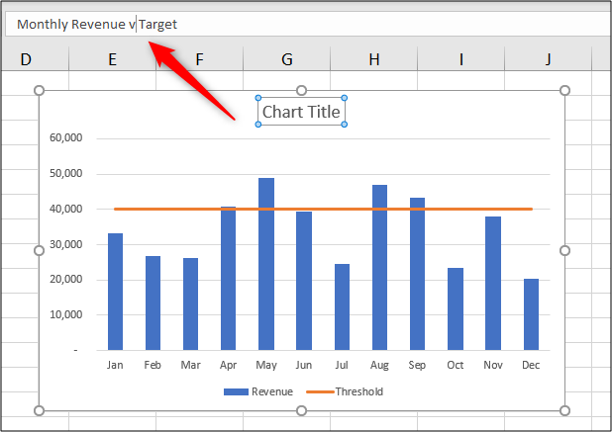 Monthly Revenue v Target
D E F G H I J
Chart Title
60,000
50,000
40,000
30,000
20,000
10,000
-
Jan Feb Mar Apr May Jun Jul Aug Sep Oct Nov Dec
Revenue Threshold